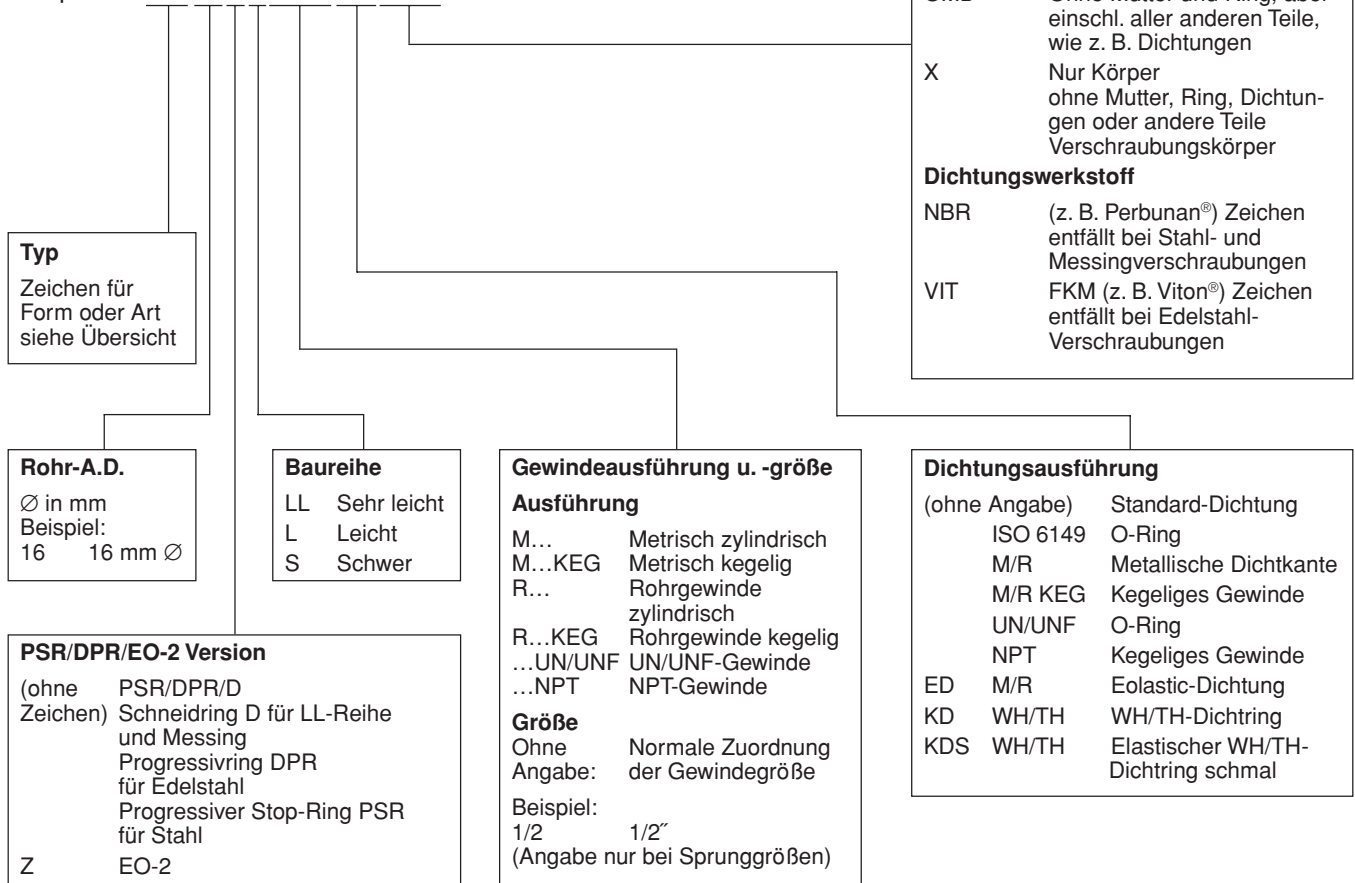 einschl. aller anderen Teile,
wie z. B. Dichtungen
X Nur Körper
ohne Mutter, Ring, Dichtun-
gen oder andere Teile
Verschraubungskörper
Dichtungswerkstoff
NBR (z. B. Perbunan®) Zeichen
entfällt bei Stahl- und
Messingverschraubungen
VIT FKM (z. B. Viton®) Zeichen
entfällt bei Edelstahl-
Verschraubungen
Typ
Zeichen für
Form oder Art
siehe Übersicht
Rohr-A.D.
∅ in mm
Beispiel:
16 16 mm ∅
Baureihe
LL Sehr leicht
L Leicht
S Schwer
PSR/DPR/EO-2 Version
(ohne PSR/DPR/D
Zeichen) Schneidring D für LL-Reihe
und Messing
Progressivring DPR
für Edelstahl
Progressiver Stop-Ring PSR
für Stahl
Z EO-2
Gewindeausführung u. -größe
Ausführung
M… Metrisch zylindrisch
M…KEG Metrisch kegelig
R… Rohrgewinde
zylindrisch
R…KEG Rohrgewinde kegelig
…UN/UNF UN/UNF-Gewinde
…NPT NPT-Gewinde
Größe
Ohne Normale Zuordnung
Angabe: der Gewindegröße
Beispiel:
1/2 1/2˝
(Angabe nur bei Sprunggrößen)
Dichtungsausführung
(ohne Angabe) Standard-Dichtung
ISO 6149 O-Ring
M/R Metallische Dichtkante
M/R KEG Kegeliges Gewinde
UN/UNF O-Ring
NPT Kegeliges Gewinde
ED M/R Eolastic-Dichtung
KD WH/TH WH/TH-Dichtring
KDS WH/TH Elastischer WH/TH-
Dichtring schmal